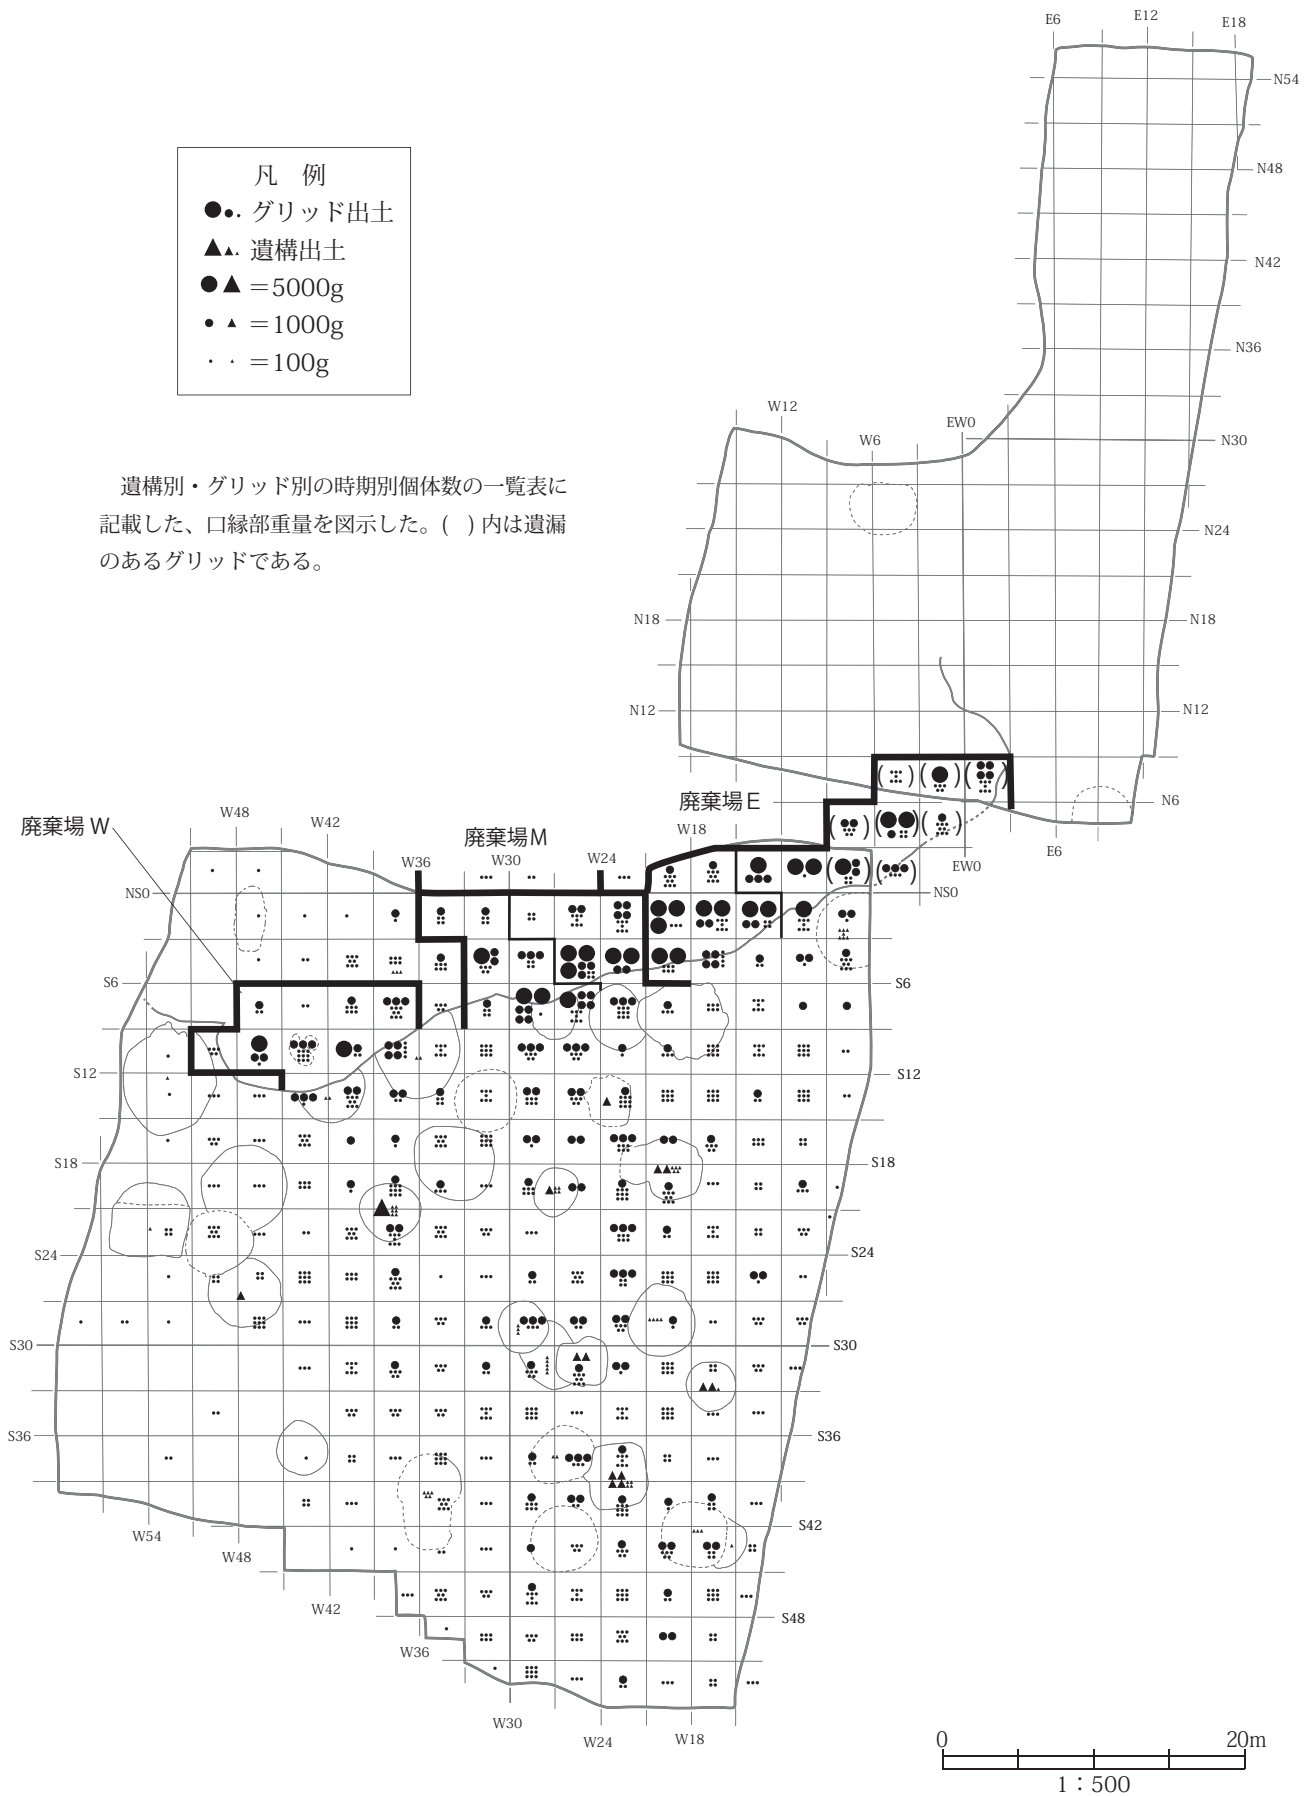 E6
E12
E18
N54
N48
N42
N36
N30
N24
N18
N12
N6
凡　例
グリッド出土
遺構出土
＝5000g
＝1000g
＝100g
遺構別・グリッド別の時期別個体数の一覧表に
記載した、口縁部重量を図示した。(　) 内は遺漏
のあるグリッドである。
W12
W6
EW0
N18
N12
廃棄場 E
W18
EW0
E6
NS0
廃棄場 W
W48
W42
廃棄場 M
W36
W30
W24
NS0
S6
S6
S12
S12
S18
S18
S24
S24
S30
S30
S36
S36
S42
S48
W54
W48
W42
W36
W30
W24
W18
0
20m
1：500